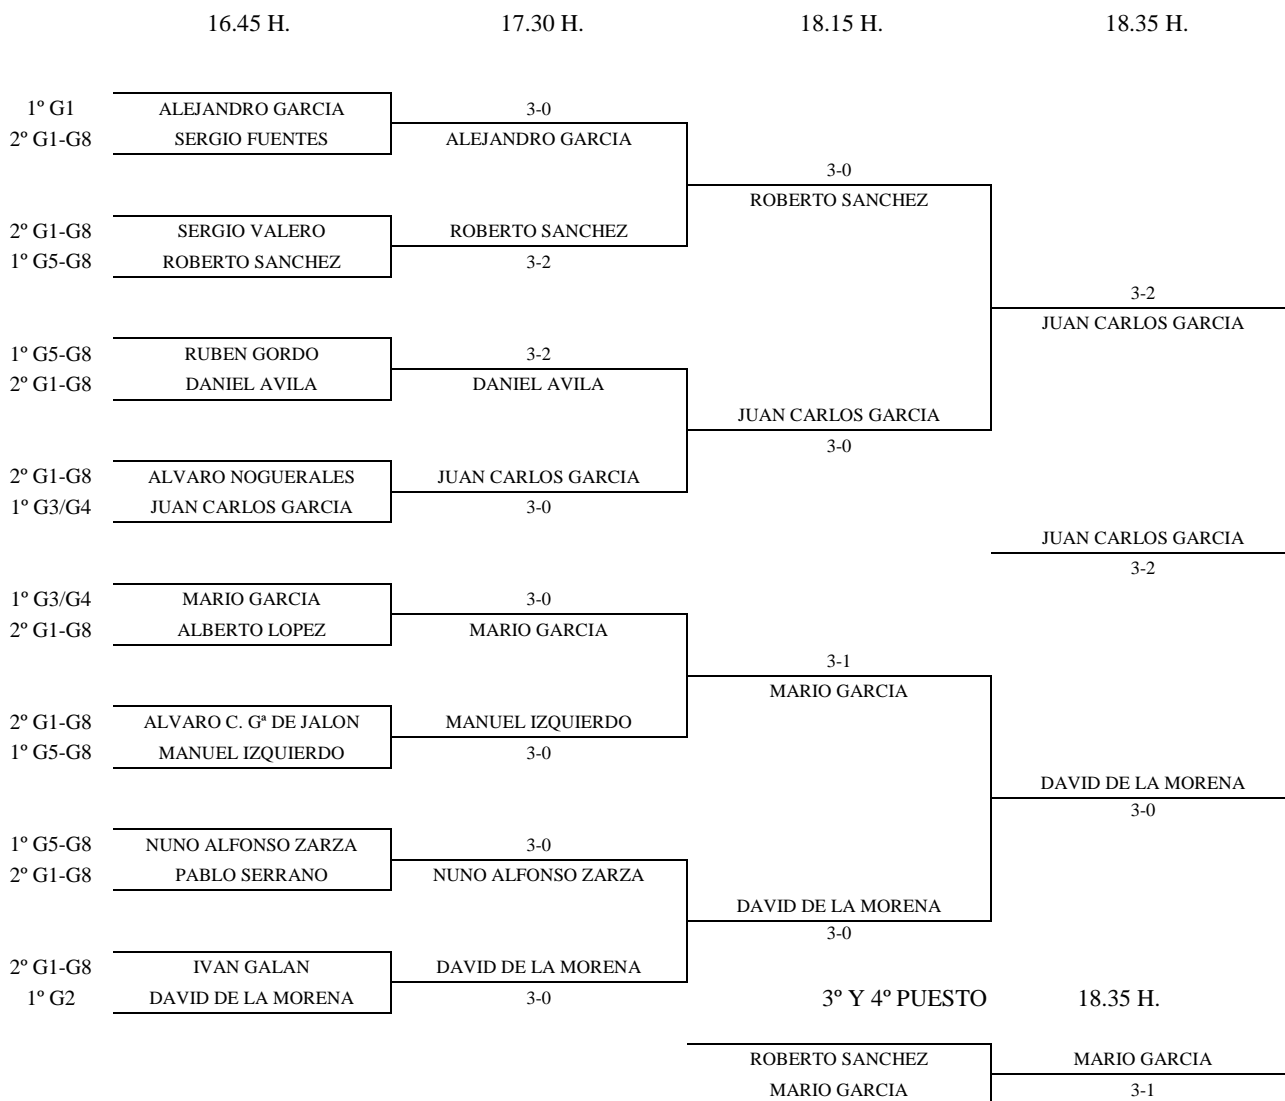 16.45 H. 17.30 H. 18.15 H. 18.35 H.
1º G1 ALEJANDRO GARCIA 3-0
2º G1-G8 SERGIO FUENTES ALEJANDRO GARCIA
3-0
ROBERTO SANCHEZ
2º G1-G8 SERGIO VALERO ROBERTO SANCHEZ
1º G5-G8 ROBERTO SANCHEZ 3-2
3-2
JUAN CARLOS GARCIA
1º G5-G8 RUBEN GORDO 3-2
2º G1-G8 DANIEL AVILA DANIEL AVILA
JUAN CARLOS GARCIA
3-0
2º G1-G8 ALVARO NOGUERALES JUAN CARLOS GARCIA
1º G3/G4 JUAN CARLOS GARCIA 3-0
JUAN CARLOS GARCIA
3-2
1º G3/G4 MARIO GARCIA 3-0
2º G1-G8 ALBERTO LOPEZ MARIO GARCIA
3-1
MARIO GARCIA
2º G1-G8 ALVARO C. Gª DE JALON MANUEL IZQUIERDO
1º G5-G8 MANUEL IZQUIERDO 3-0
DAVID DE LA MORENA
3-0
1º G5-G8 NUNO ALFONSO ZARZA 3-0
2º G1-G8 PABLO SERRANO NUNO ALFONSO ZARZA
DAVID DE LA MORENA
3-0
2º G1-G8 IVAN GALAN DAVID DE LA MORENA
1º G2 DAVID DE LA MORENA 3-0 3º Y 4º PUESTO 18.35 H.
ROBERTO SANCHEZ MARIO GARCIA
MARIO GARCIA 3-1